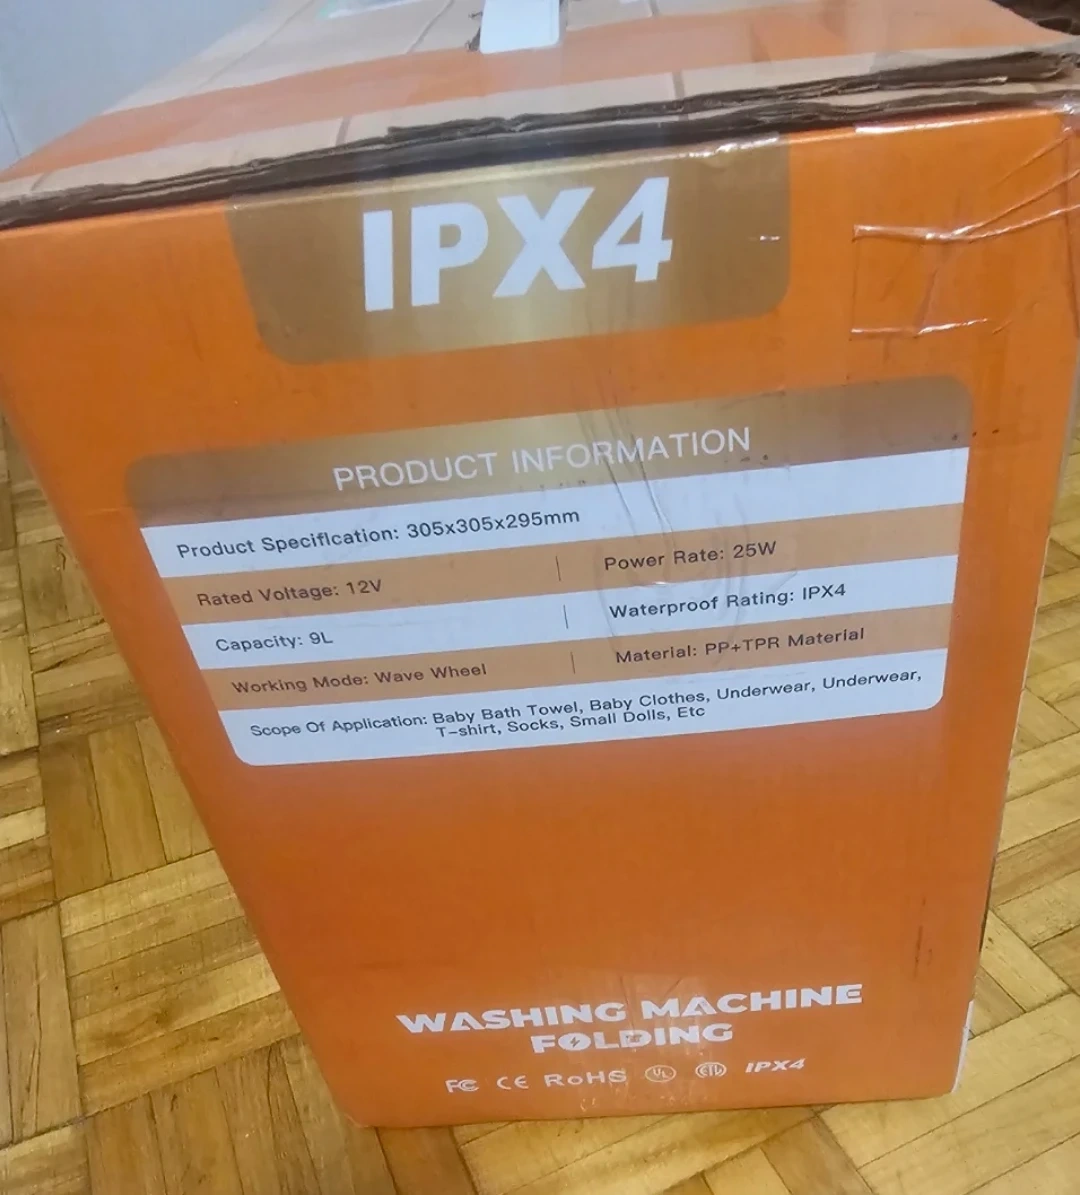 IPX4
PRODUCT INFORMATION
Product Specification: 305x305x295mm
Rated Voltage: 12V | Power Rate: 25W
Capacity: 9L | Waterproof Rating: IPX4
Working Mode: Wave Wheel | Material: PP+TPR Material
Scope Of Application: Baby Bath Towel, Baby Clothes, Underwear, Underwear,
T-shirt, Socks, Small Dolls, Etc
WASHING MACHINE
FOLDING
FC CE RoHS UL ETL IPX4